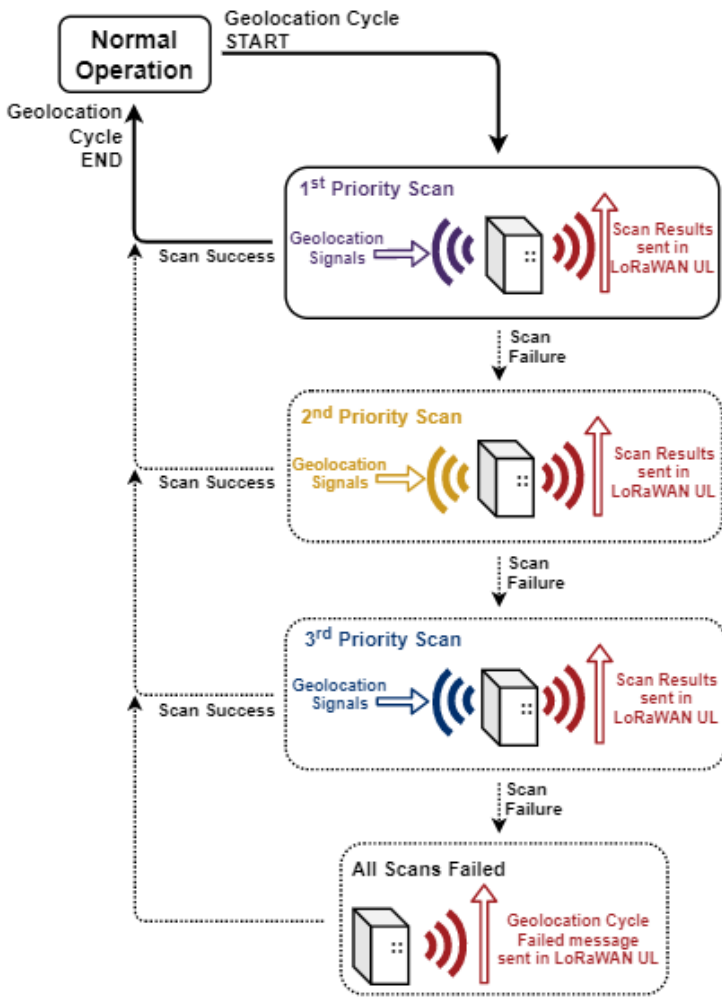 Normal
Operation
Geolocation Cycle
START
Geolocation
Cycle
END
1st Priority Scan
Geolocation
Signals
Scan Results
sent in
LoRaWAN UL
Scan Success
Scan
Failure
2nd Priority Scan
Geolocation
Signals
Scan Results
sent in
LoRaWAN UL
Scan Success
Scan
Failure
3rd Priority Scan
Geolocation
Signals
Scan Results
sent in
LoRaWAN UL
Scan Success
Scan
Failure
All Scans Failed
Geolocation Cycle
Failed message
sent in LoRaWAN UL